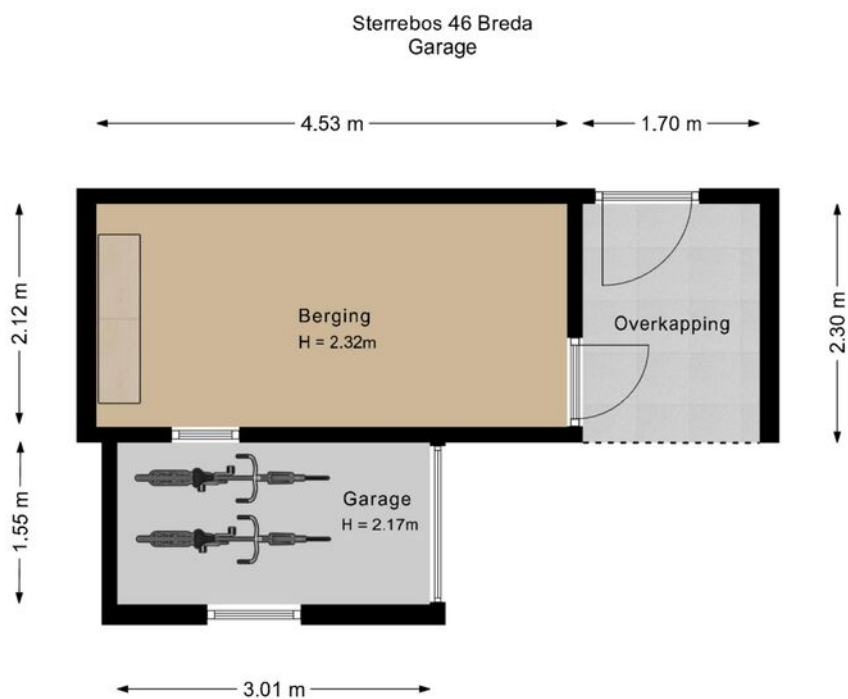 Sterrebos 46 Breda
Garage
4.53 m
1.70 m
2.12 m
Berging
H = 2.32m
Overkapping
2.30 m
1.55 m
Garage
H = 2.17m
3.01 m